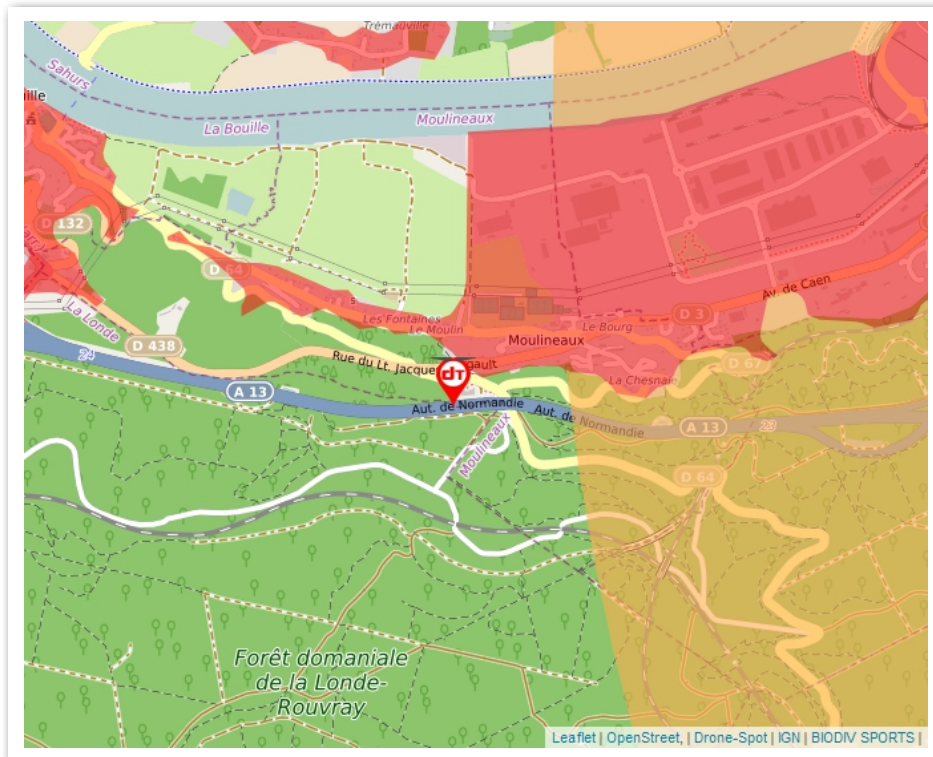 Trémauville
Sahurs
La Bouille
Moulineaux
D 132
D 64
Av. de Caen
Les Fontaines
Le Moulin
Le Bourg
D 3
La Londe
Moulineaux
D 438
24
Rue du Lt. Jacque
gault
La Chesnaie
D 67
dT
A 13
Aut. de Normandie
Aut. de Normandie
A 13
23
Moulineaux
D 64
Forêt domaniale
de la Londe-
Rouvray
Leaflet | OpenStreet, | Drone-Spot | IGN | BIODIV SPORTS |